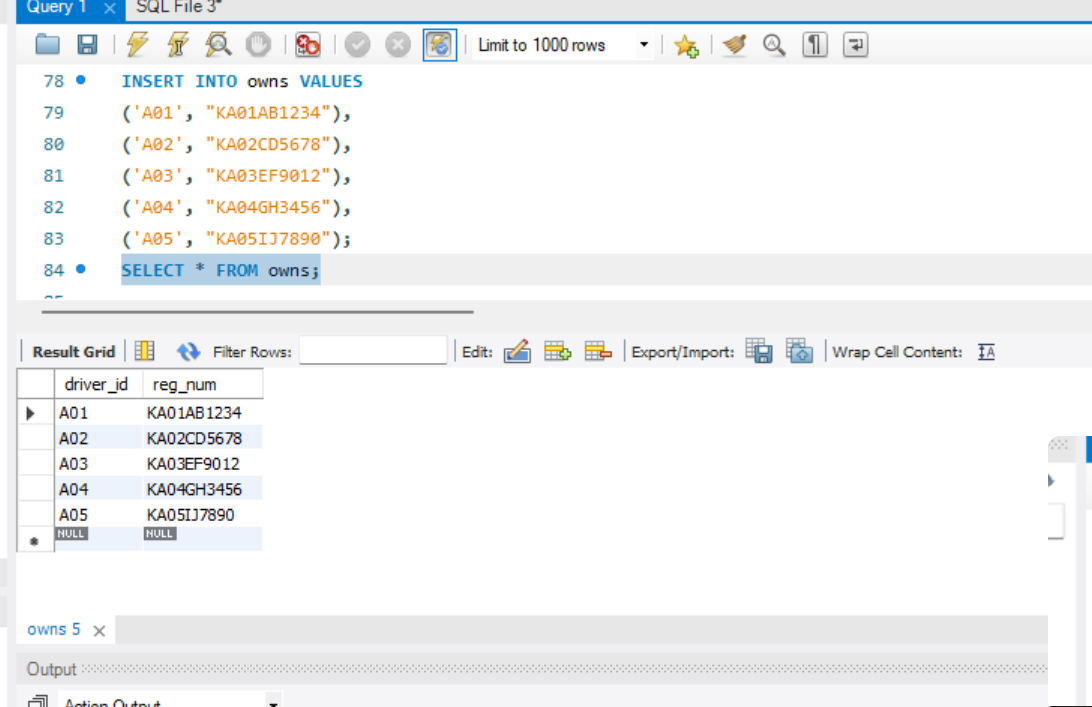 Query 1 × SQL File 3*
Limit to 1000 rows
78 INSERT INTO owns VALUES
79 ('A01', "KA01AB1234"),
80 ('A02', "KA02CD5678"),
81 ('A03', "KA03EF9012"),
82 ('A04', "KA04GH3456"),
83 ('A05', "KA05IJ7890");
84 SELECT * FROM owns;
Result Grid Filter Rows: Edit: Export/Import: Wrap Cell Content: IA
driver_id reg_num
A01 KA01AB1234
A02 KA02CD5678
A03 KA03EF9012
A04 KA04GH3456
A05 KA05IJ7890
NULL NULL
owns 5 ×
Output
Action Output